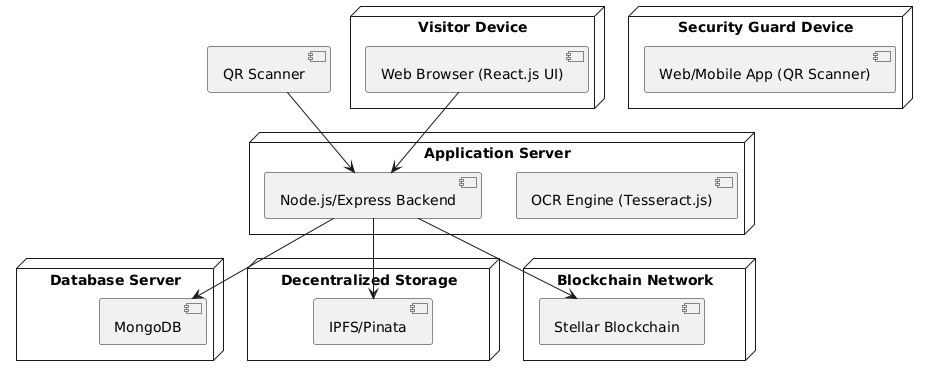 Visitor Device
Security Guard Device
QR Scanner
Web Browser (React.js UI)
Web/Mobile App (QR Scanner)
Application Server
Node.js/Express Backend
OCR Engine (Tesseract.js)
Database Server
Decentralized Storage
Blockchain Network
MongoDB
IPFS/Pinata
Stellar Blockchain